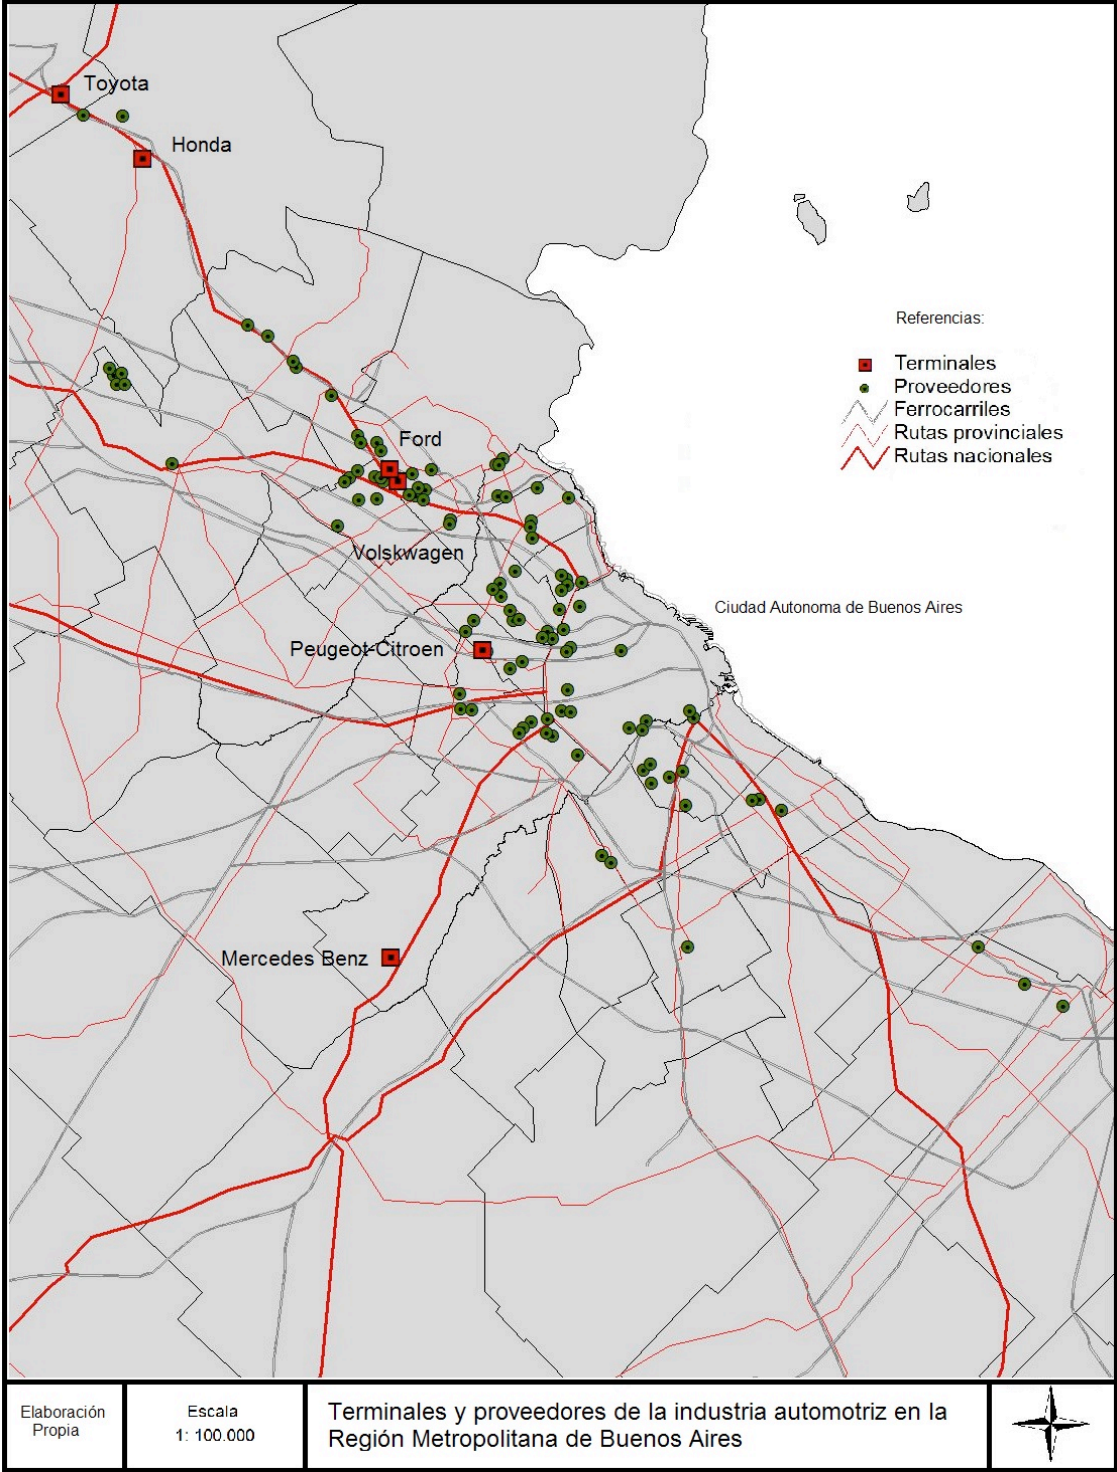 Toyota
Honda
Referencias:
Terminales
Proveedores
Ferrocarriles
Rutas provinciales
Rutas nacionales
Ford
Volskwagen
Ciudad Autonoma de Buenos Aires
Peugeot-Citroen
Mercedes Benz
Elaboración
Propia
Escala
1: 100.000
Terminales y proveedores de la industria automotriz en la
Región Metropolitana de Buenos Aires